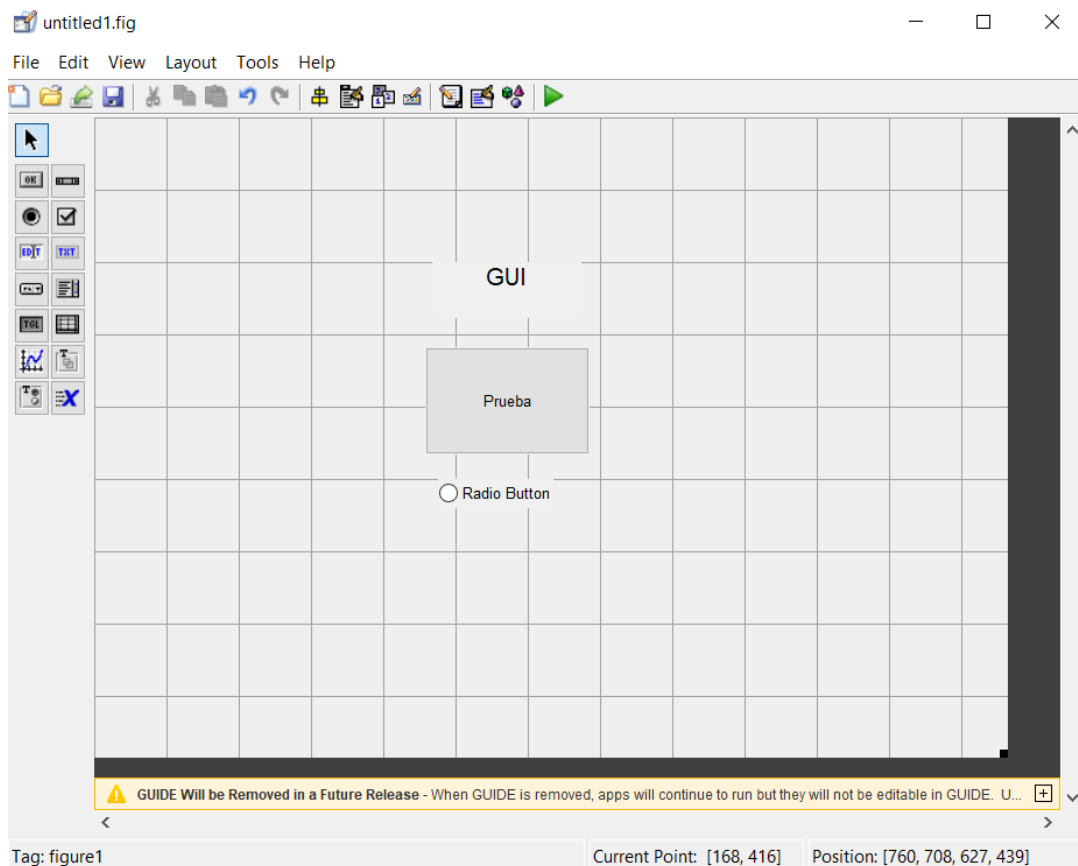 untitled1.fig
File Edit View Layout Tools Help
OK
EDIT TXT
TGL
T
T
X
GUI
Prueba
Radio Button
GUIDE Will be Removed in a Future Release - When GUIDE is removed, apps will continue to run but they will not be editable in GUIDE. U...
Tag: figure1 Current Point: [168, 416] Position: [760, 708, 627, 439]